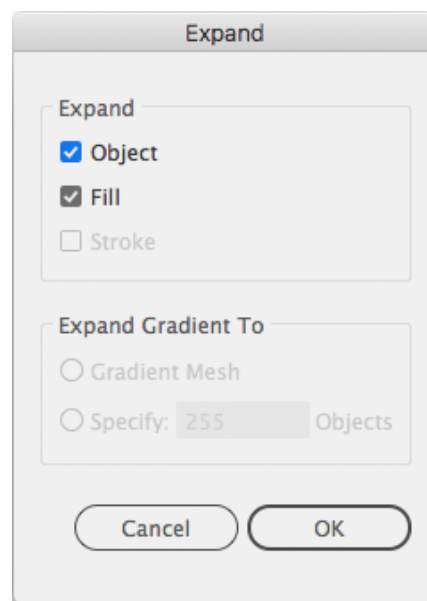 Expand
Expand
Object
Fill
Stroke
Expand Gradient To
Gradient Mesh
Specify: 255 Objects
Cancel OK